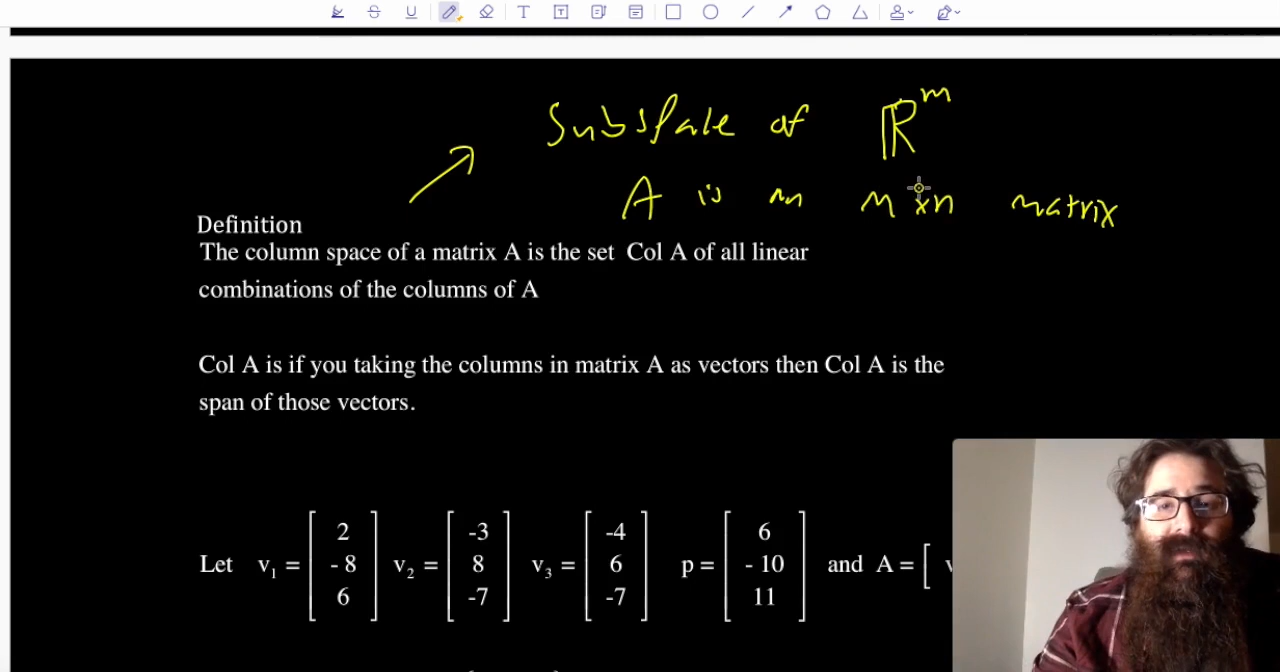 Subspace of ℝᵐ
A is an m x n matrix
Definition
The column space of a matrix A is the set Col A of all linear
combinations of the columns of A
Col A is if you taking the columns in matrix A as vectors then Col A is the
span of those vectors.
Let v₁ = [ 2 -8 6 ] v₂ = [ -3 8 -7 ] v₃ = [ -4 6 -7 ] p = [ 6 -10 11 ] and A = [